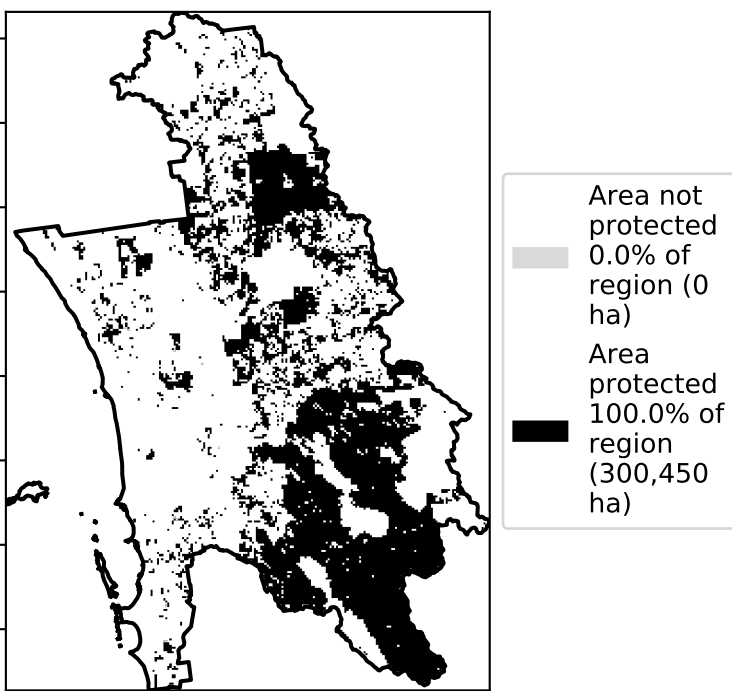 Area not
protected
0.0% of
region (0
ha)
Area
protected
100.0% of
region
(300,450
ha)